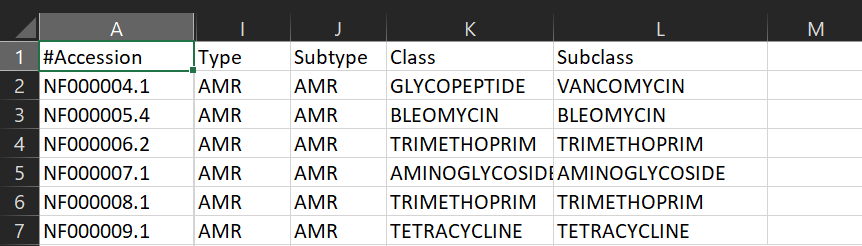 A I J K L M
1 #Accession Type Subtype Class Subclass
2 NF000004.1 AMR AMR GLYCOPEPTIDE VANCOMYCIN
3 NF000005.4 AMR AMR BLEOMYCIN BLEOMYCIN
4 NF000006.2 AMR AMR TRIMETHOPRIM TRIMETHOPRIM
5 NF000007.1 AMR AMR AMINOGLYCOSIDE AMINOGLYCOSIDE
6 NF000008.1 AMR AMR TRIMETHOPRIM TRIMETHOPRIM
7 NF000009.1 AMR AMR TETRACYCLINE TETRACYCLINE